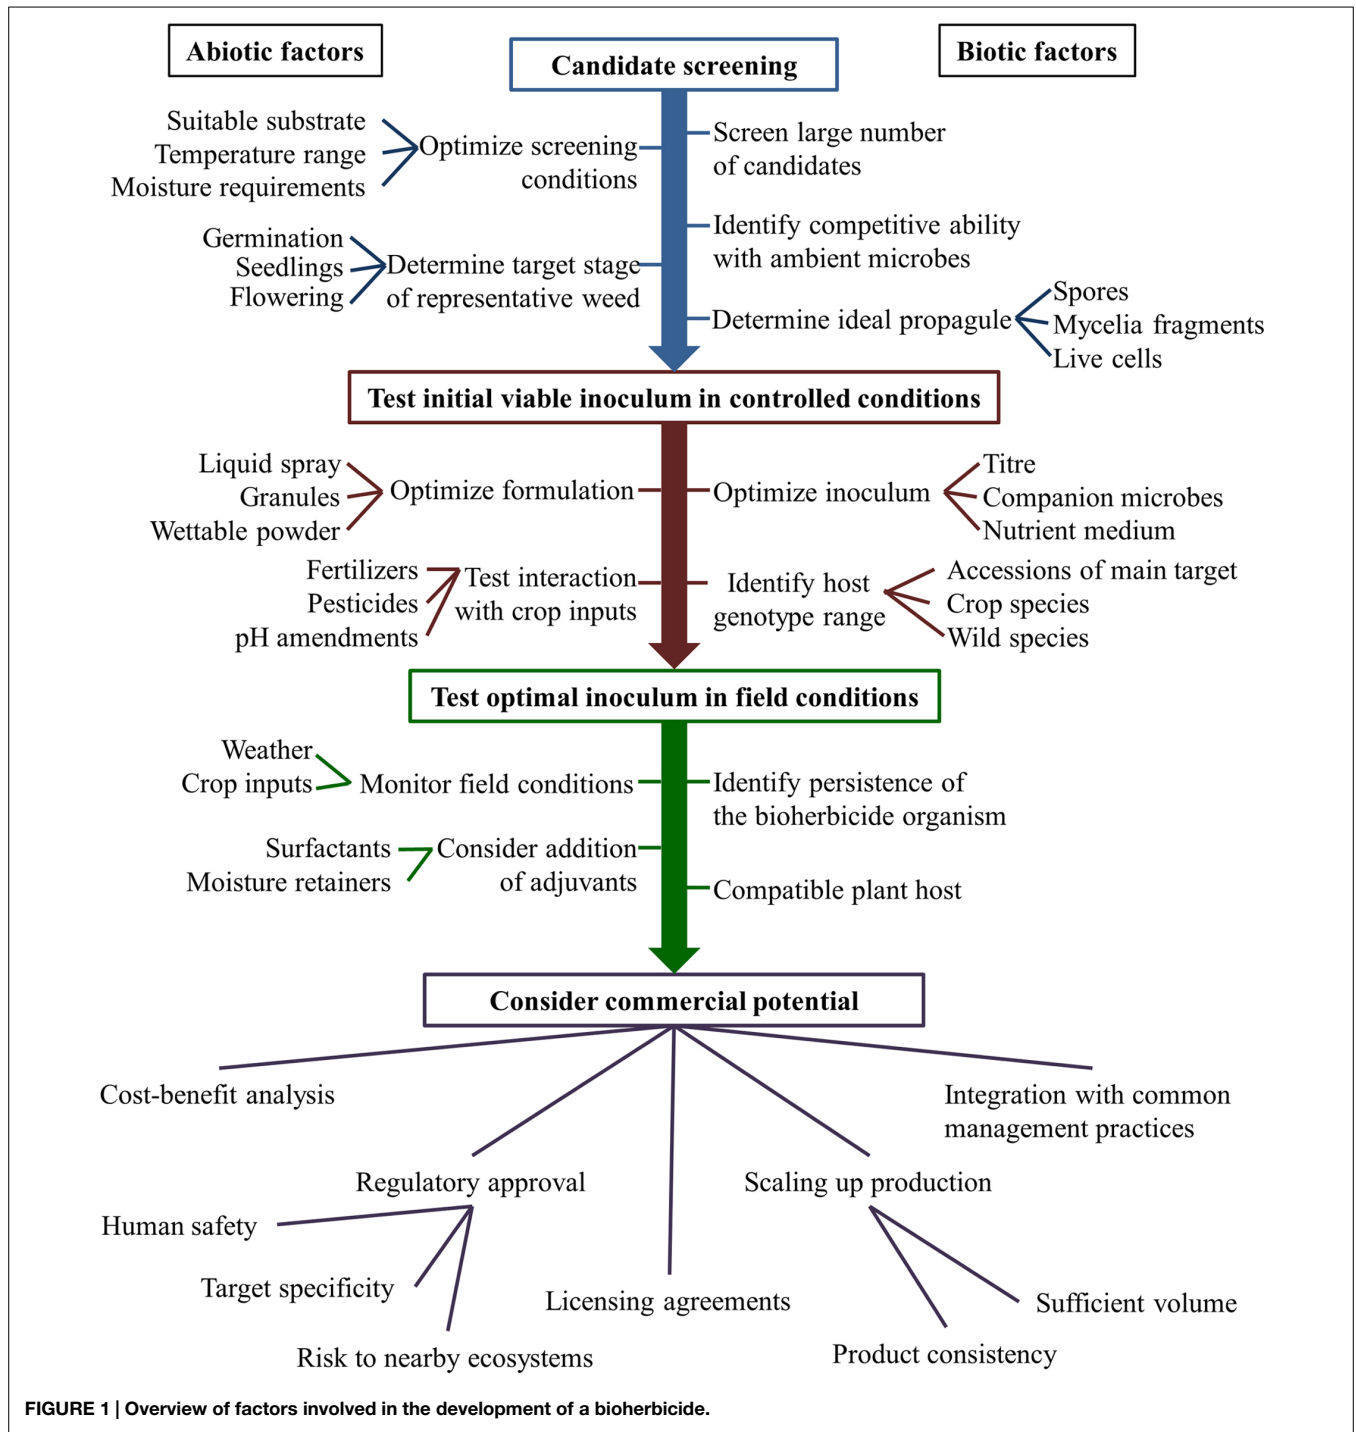 Abiotic factors
Candidate screening
Biotic factors
Suitable substrate
Temperature range
Moisture requirements
Optimize screening
conditions
Screen large number
of candidates
Germination
Seedlings
Flowering
Determine target stage
of representative weed
Identify competitive ability
with ambient microbes
Determine ideal propagule
Spores
Mycelia fragments
Live cells
Test initial viable inoculum in controlled conditions
Liquid spray
Granules
Wettable powder
Optimize formulation
Optimize inoculum
Titre
Companion microbes
Nutrient medium
Fertilizers
Pesticides
pH amendments
Test interaction
with crop inputs
Identify host
genotype range
Accessions of main target
Crop species
Wild species
Test optimal inoculum in field conditions
Weather
Crop inputs
Monitor field conditions
Identify persistence of
the bioherbicide organism
Surfactants
Moisture retainers
Consider addition
of adjuvants
Compatible plant host
Consider commercial potential
Cost-benefit analysis
Integration with common
management practices
Regulatory approval
Scaling up production
Human safety
Target specificity
Risk to nearby ecosystems
Licensing agreements
Sufficient volume
Product consistency
FIGURE 1 | Overview of factors involved in the development of a bioherbicide.